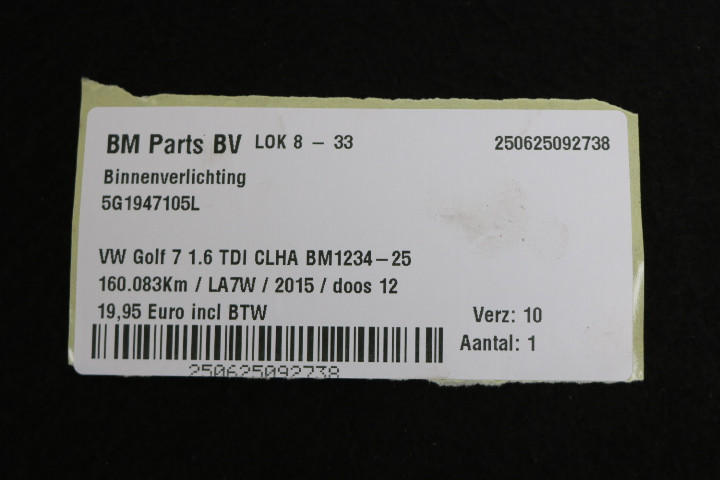 BM Parts BV LOK 8 – 33 250625092738
Binnenverlichting
5G1947105L
VW Golf 7 1.6 TDI CLHA BM1234–25
160.083Km / LA7W / 2015 / doos 12
19,95 Euro incl BTW Verz: 10
Aantal: 1
250625092738